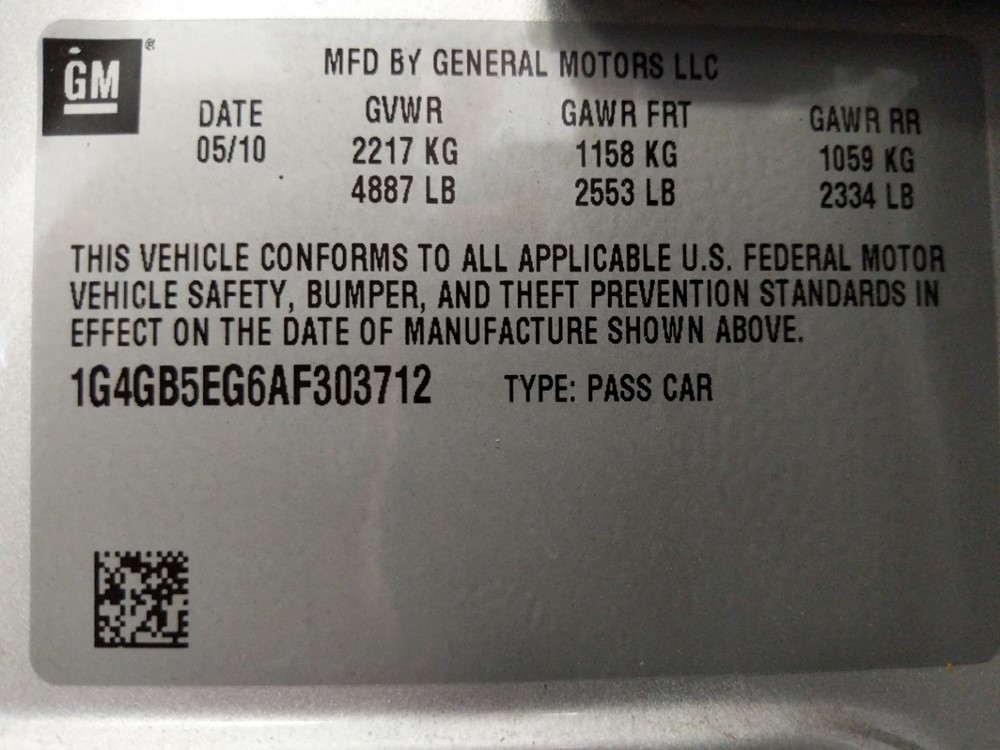 GM®
MFD BY GENERAL MOTORS LLC
DATE GVWR GAWR FRT GAWR RR
05/10 2217 KG 1158 KG 1059 KG
4887 LB 2553 LB 2334 LB
THIS VEHICLE CONFORMS TO ALL APPLICABLE U.S. FEDERAL MOTOR
VEHICLE SAFETY, BUMPER, AND THEFT PREVENTION STANDARDS IN
EFFECT ON THE DATE OF MANUFACTURE SHOWN ABOVE.
1G4GB5EG6AF303712 TYPE: PASS CAR